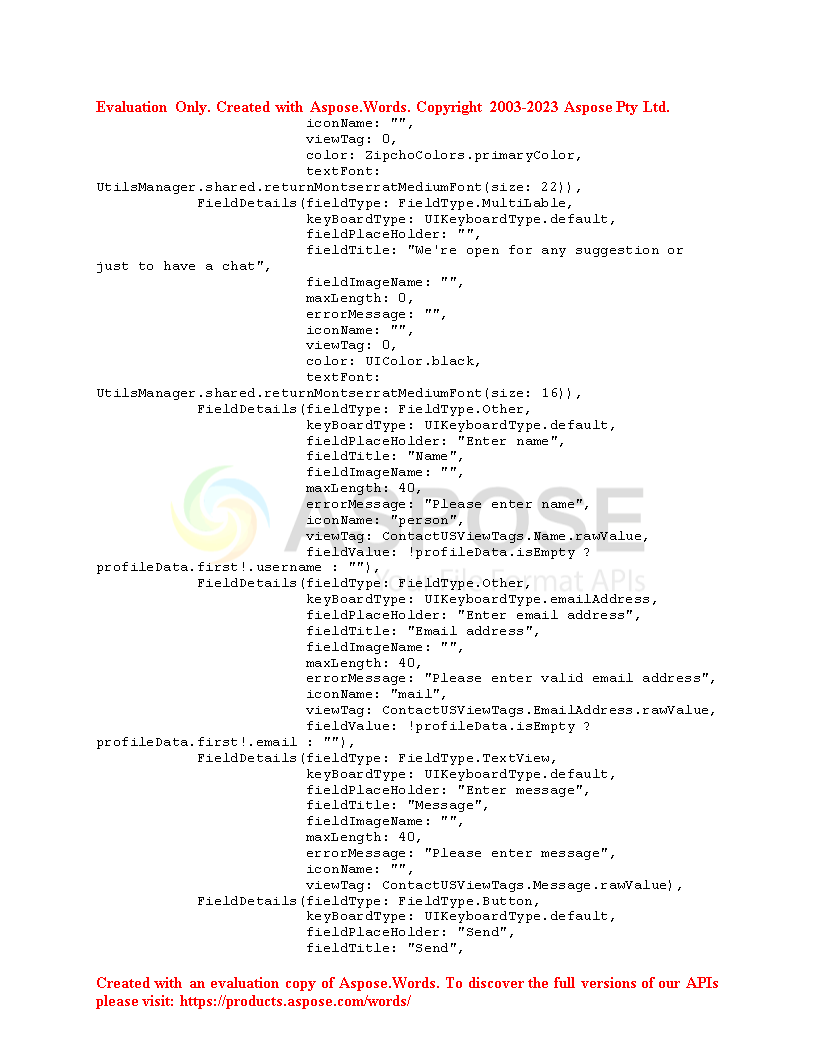 Evaluation Only. Created with Aspose.Words. Copyright 2003-2023 Aspose Pty Ltd.
iconName: "",
viewTag: 0,
color: ZipchoColors.primaryColor,
textFont:
UtilsManager.shared.returnMontserratMediumFont(size: 22)),
FieldDetails(fieldType: FieldType.MultiLable,
keyBoardType: UIKeyboardType.default,
fieldPlaceHolder: "",
fieldTitle: "We're open for any suggestion or
just to have a chat",
fieldImageName: "",
maxLength: 0,
errorMessage: "",
iconName: "",
viewTag: 0,
color: UIColor.black,
textFont:
UtilsManager.shared.returnMontserratMediumFont(size: 16)),
FieldDetails(fieldType: FieldType.Other,
keyBoardType: UIKeyboardType.default,
fieldPlaceHolder: "Enter name",
fieldTitle: "Name",
fieldImageName: "",
maxLength: 40,
errorMessage: "Please enter name",
iconName: "person",
viewTag: ContactUSViewTags.Name.rawValue,
fieldValue: !profileData.isEmpty ?
profileData.first!.username : ""),
FieldDetails(fieldType: FieldType.Other,
keyBoardType: UIKeyboardType.emailAddress,
fieldPlaceHolder: "Enter email address",
fieldTitle: "Email address",
fieldImageName: "",
maxLength: 40,
errorMessage: "Please enter valid email address",
iconName: "mail",
viewTag: ContactUSViewTags.EmailAddress.rawValue,
fieldValue: !profileData.isEmpty ?
profileData.first!.email : ""),
FieldDetails(fieldType: FieldType.TextView,
keyBoardType: UIKeyboardType.default,
fieldPlaceHolder: "Enter message",
fieldTitle: "Message",
fieldImageName: "",
maxLength: 40,
errorMessage: "Please enter message",
iconName: "",
viewTag: ContactUSViewTags.Message.rawValue),
FieldDetails(fieldType: FieldType.Button,
keyBoardType: UIKeyboardType.default,
fieldPlaceHolder: "Send",
fieldTitle: "Send",
ASPOSE
Your File Format APIs
Created with an evaluation copy of Aspose.Words. To discover the full versions of our APIs
please visit: https://products.aspose.com/words/